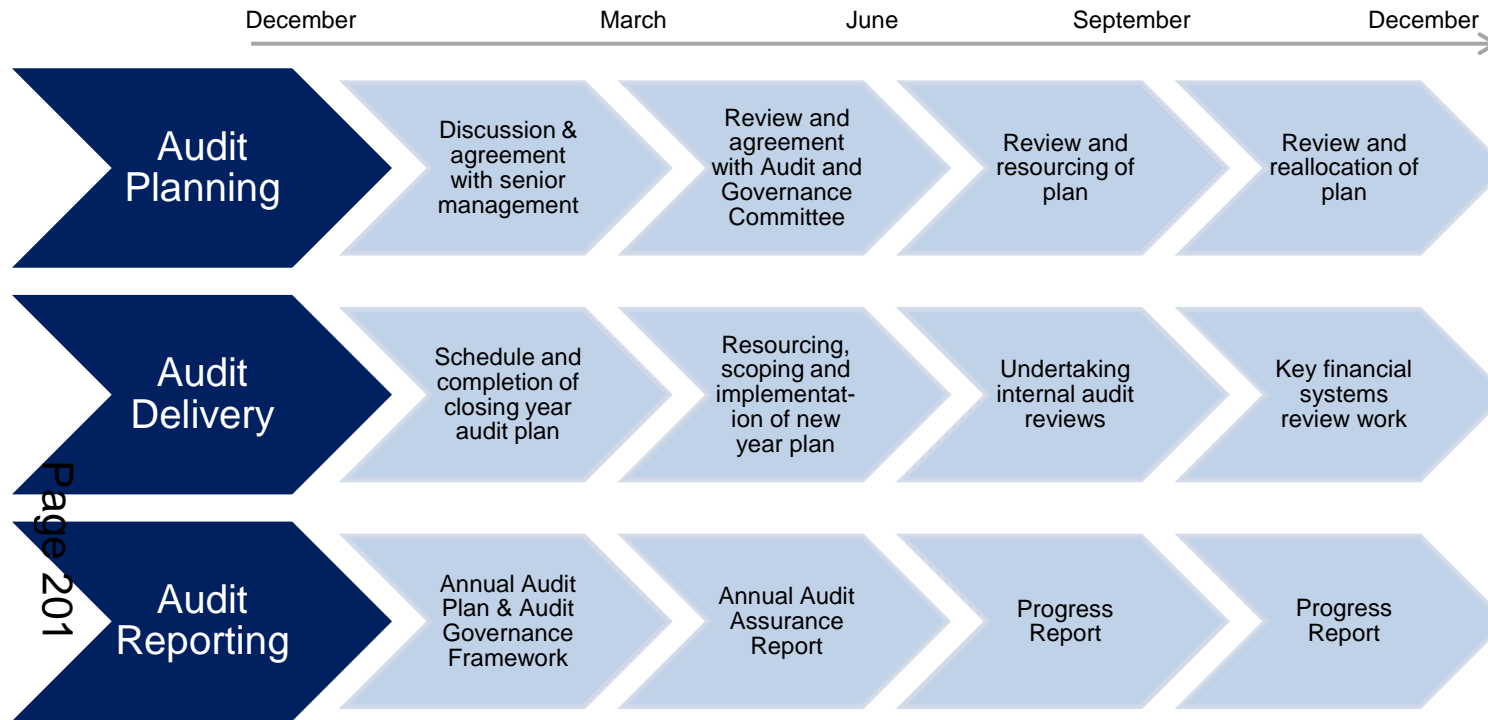 December March June September December
Audit
Planning
Discussion &
agreement
with senior
management
Review and
agreement
with Audit and
Governance
Committee
Review and
resourcing of
plan
Review and
reallocation of
plan
Audit
Delivery
Schedule and
completion of
closing year
audit plan
Resourcing,
scoping and
implementat-
ion of new
year plan
Undertaking
internal audit
reviews
Key financial
systems
review work
Page 201
Audit
Reporting
Annual Audit
Plan & Audit
Governance
Framework
Annual Audit
Assurance
Report
Progress
Report
Progress
Report